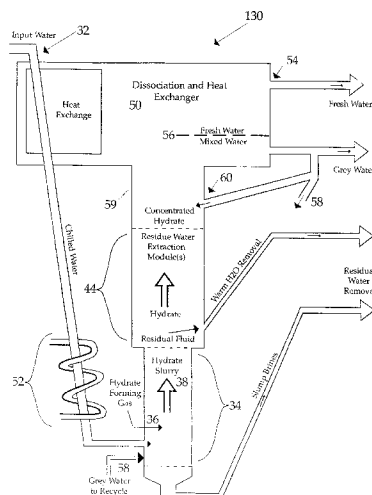 130
Input Water
32
54
Dissociation and Heat
Exchanger
50
Heat
Exchange
Fresh Water
56
Fresh Water
Mixed Water
Grey Water
60
58
59
Concentrated
Hydrate
Residue Water
Extraction
Module(s)
Chilled Water
44
Hydrate
Warm H2O Removal
Residual
Water
Removal
Residual Fluid
Hydrate
Slurry
38
52
Hydrate
Forming
Gas
36
34
Slump Brines
58
Grey Water
to Recycle